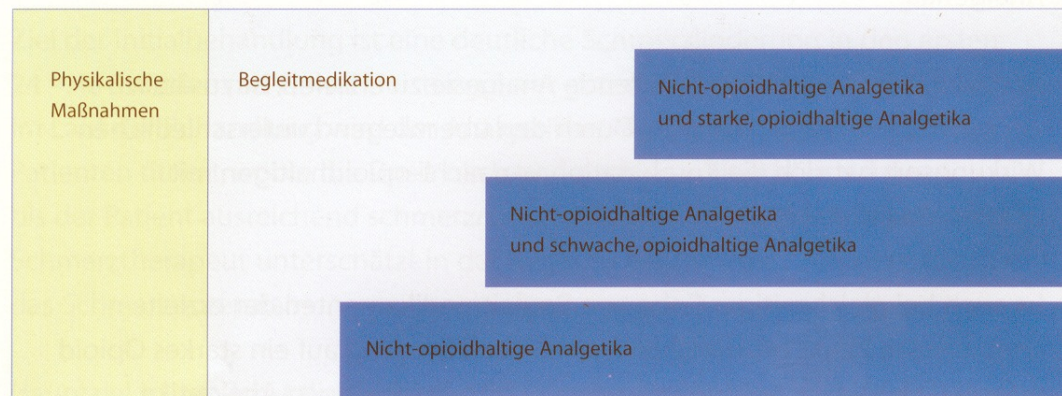 Physikalische
Maßnahmen
Begleitmedikation
Nicht-opioidhaltige Analgetika
und starke, opioidhaltige Analgetika
Nicht-opioidhaltige Analgetika
und schwache, opioidhaltige Analgetika
Nicht-opioidhaltige Analgetika